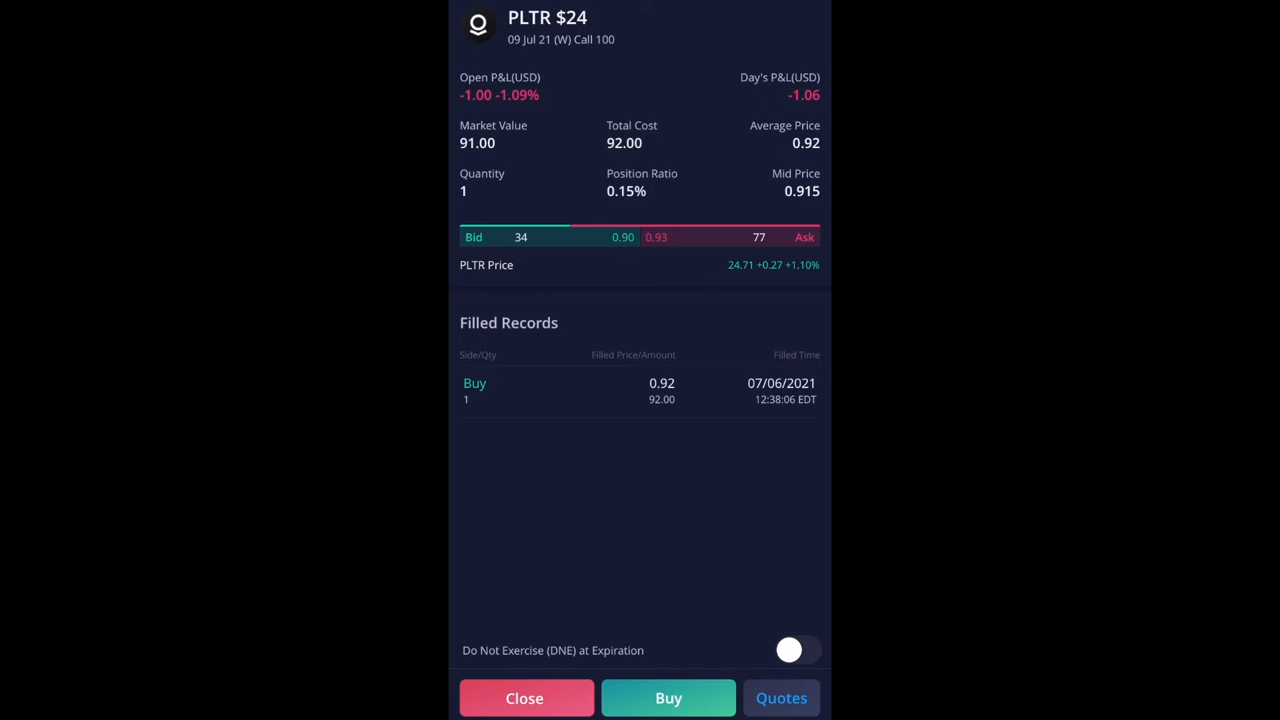 PLTR $24
09 Jul 21 (W) Call 100
Open P&L(USD) Day's P&L(USD)
-1.00 -1.09% -1.06
Market Value Total Cost Average Price
91.00 92.00 0.92
Quantity Position Ratio Mid Price
1 0.15% 0.915
Bid 34 0.90 0.93 77 Ask
PLTR Price 24.71 +0.27 +1.10%
Filled Records
Side/Qty Filled Price/Amount Filled Time
Buy 0.92 07/06/2021
1 92.00 12:38:06 EDT
Do Not Exercise (DNE) at Expiration
Close Buy Quotes